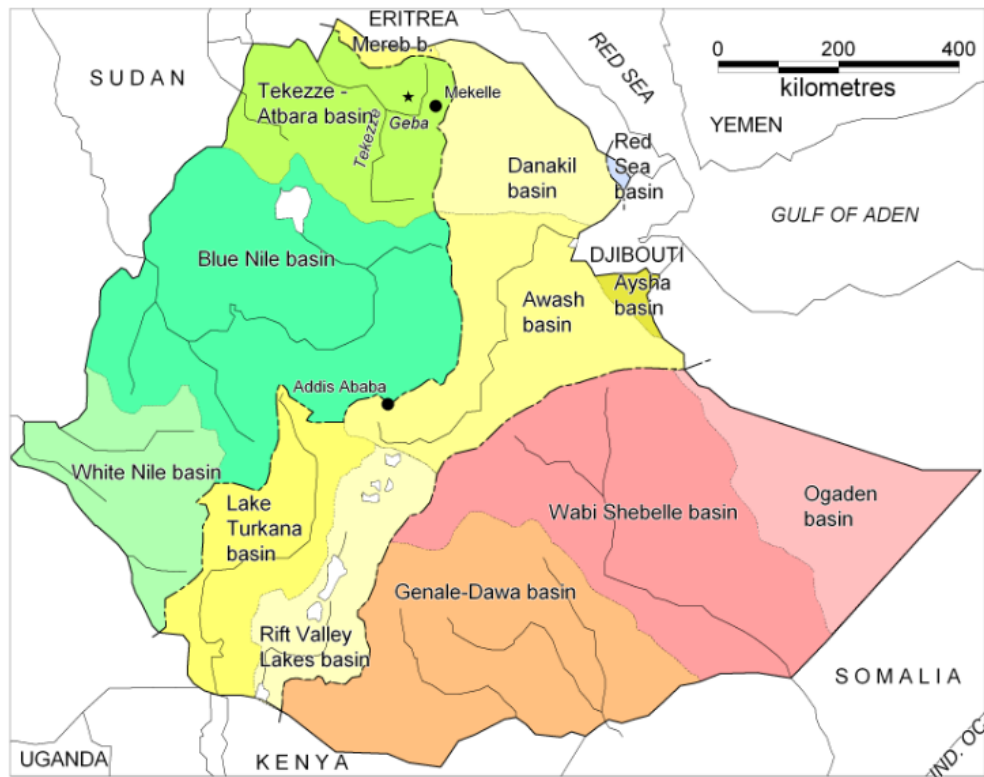 ERITREA
Mereb b.
RED SEA
0 200 400
kilometres
SUDAN
Tekezze -
Atbara basin
Mekelle
Geba
Tekezze
YEMEN
Red
Sea
basin
Danakil
basin
GULF OF ADEN
Blue Nile basin
DJIBOUTI
Aysha
basin
Awash
basin
Addis Ababa
White Nile basin
Lake
Turkana
basin
Wabi Shebelle basin
Ogaden
basin
Genale-Dawa basin
Rift Valley
Lakes basin
SOMALIA
UGANDA
KENYA
IND. OC